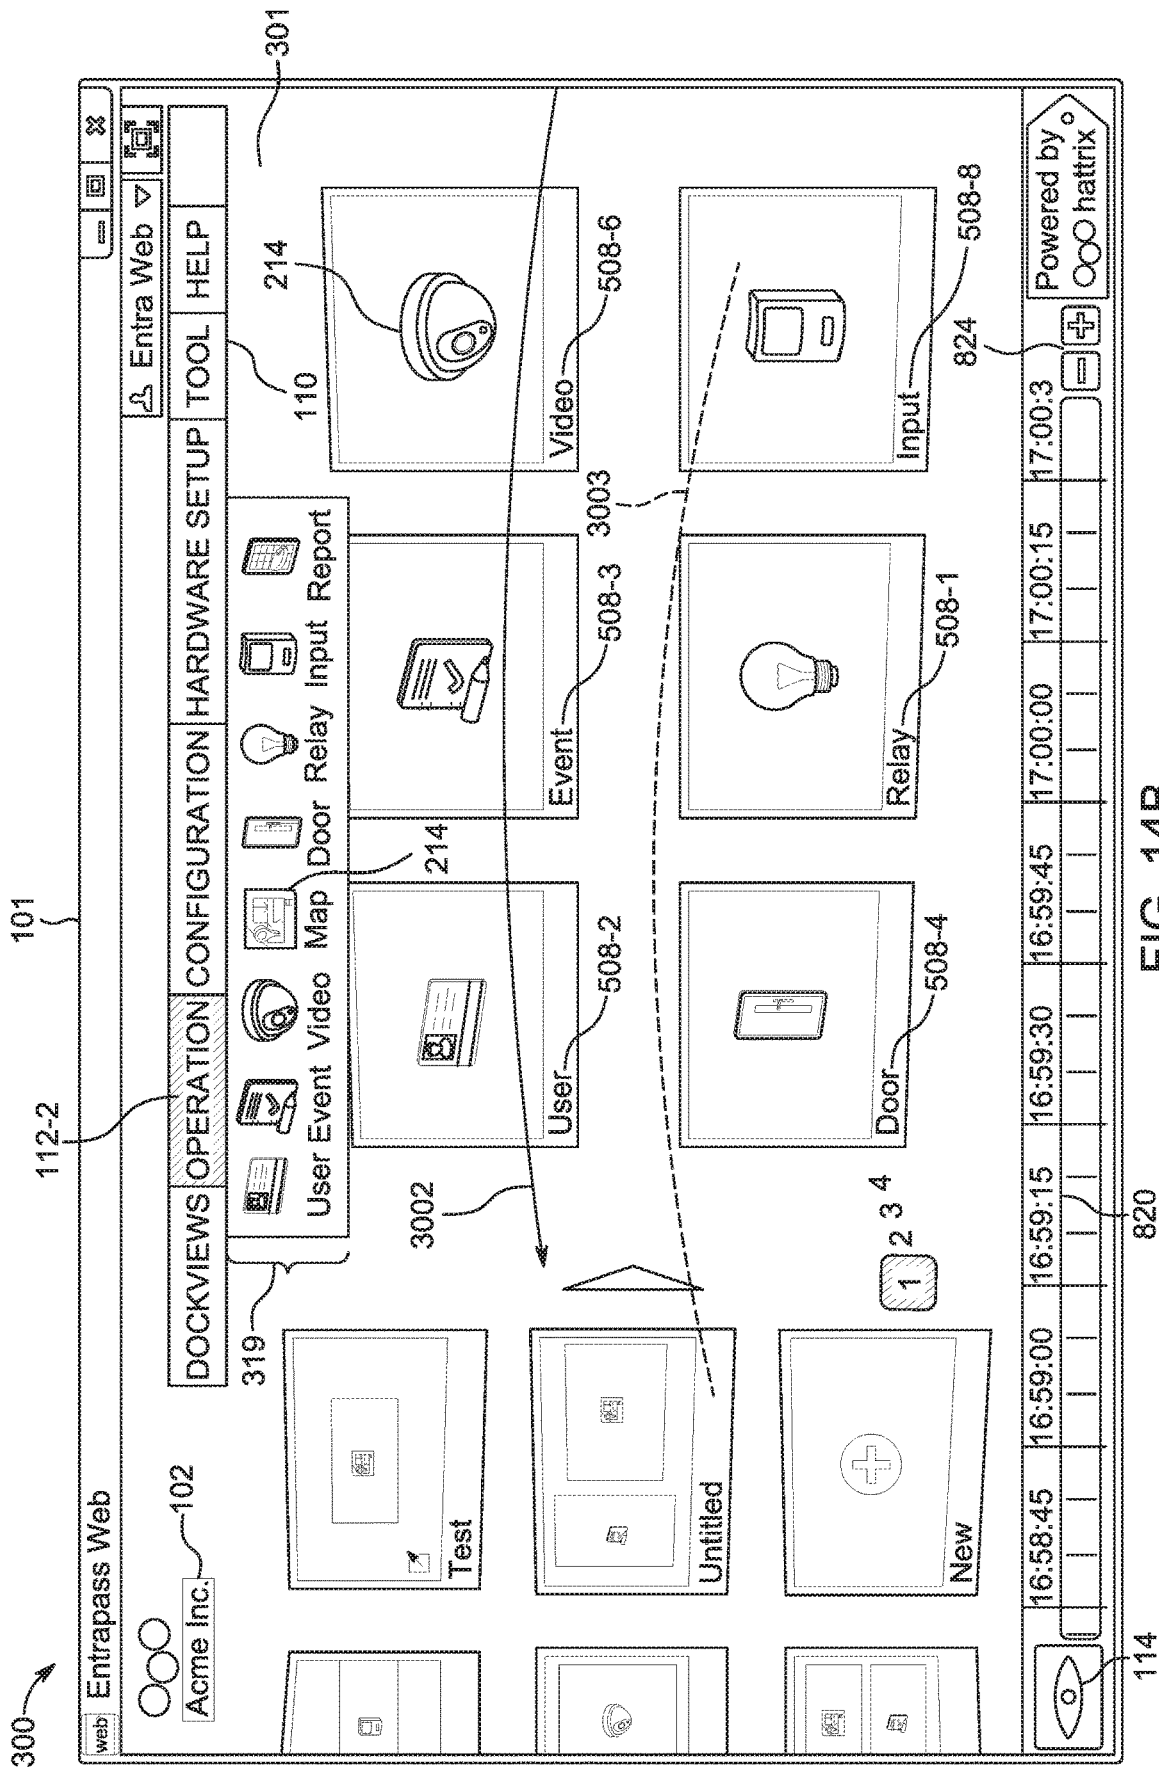 300
101
web Entrapass Web
Acme Inc.
102
112-2
Entra Web
301
DOCKVIEWS OPERATION CONFIGURATION HARDWARE SETUP TOOL HELP
110
User Event Video Map Door Relay Input Report
319
214
214
3002
Test
User
508-2
Event
508-3
Video
508-6
3003
Untitled
1 2 3 4
New
Door
508-4
Relay
508-1
Input
508-8
824
16:58:45 16:59:00 16:59:15 16:59:30 16:59:45 17:00:00 17:00:15 17:00:3
Powered by
hattrix
114
820
FIG. 14B